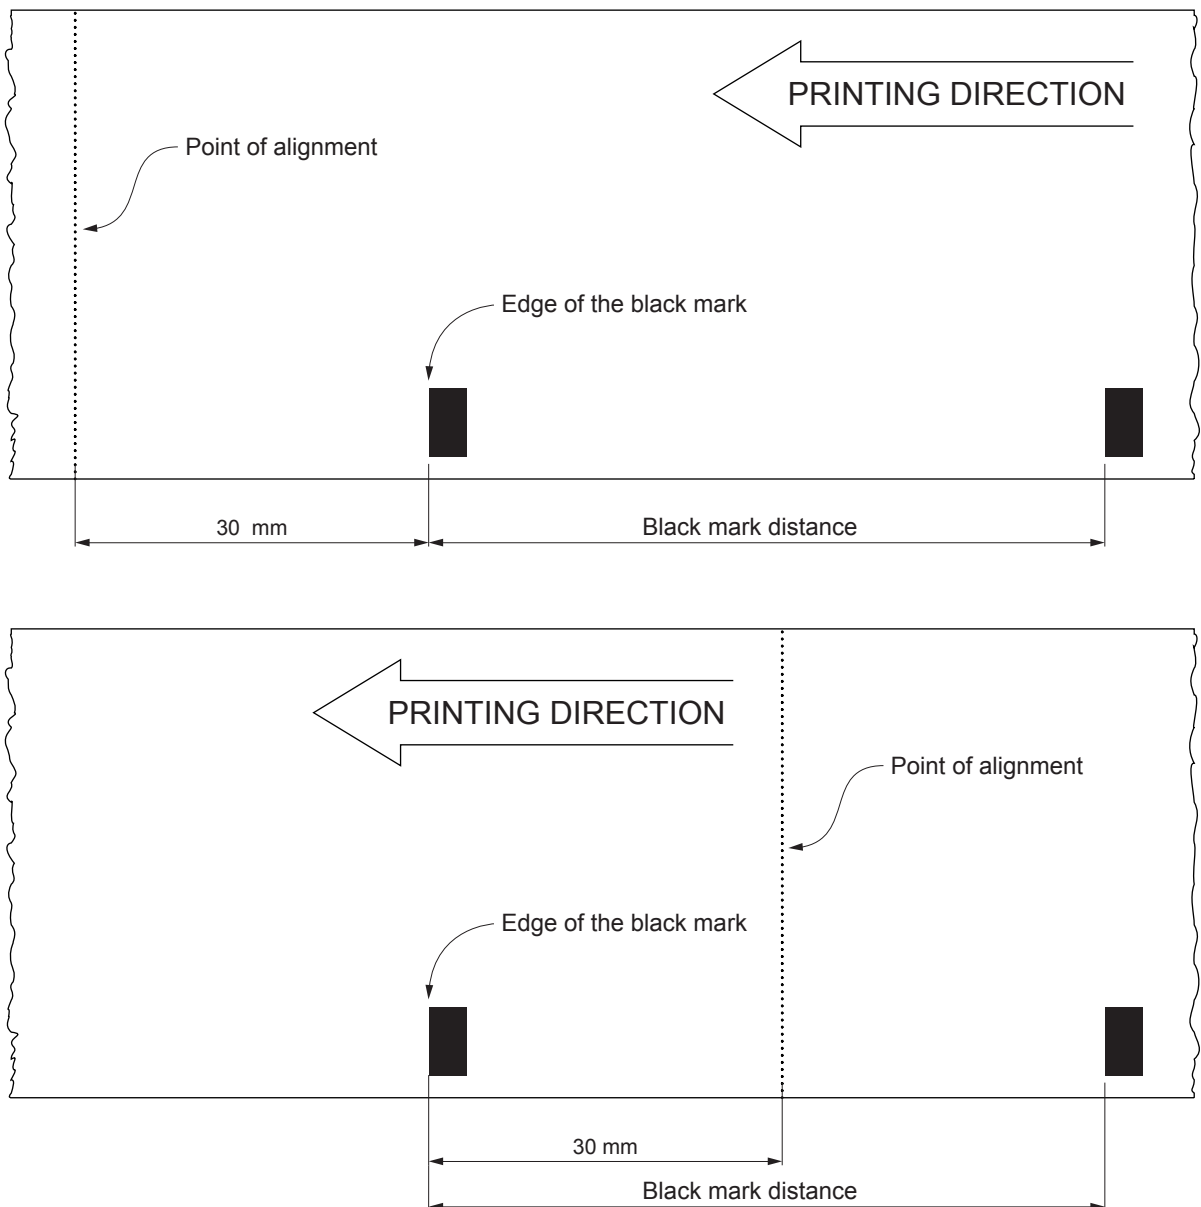 PRINTING DIRECTION
Point of alignment
Edge of the black mark
30 mm
Black mark distance
PRINTING DIRECTION
Point of alignment
Edge of the black mark
30 mm
Black mark distance